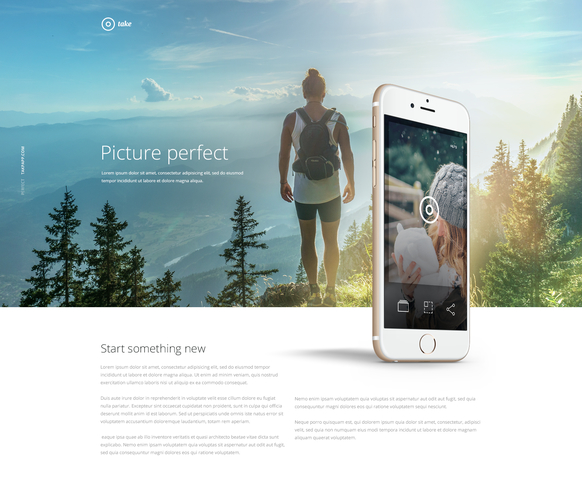 take
Picture perfect
Lorem ipsum dolor sit amet, consectetur adipiscing elit, sed do eiusmod
tempor incididunt ut labore et dolore magna aliqua.
Start something new
Lorem ipsum dolor sit amet, consectetur adipiscing elit, sed do eiusmod tempor
incididunt ut labore et dolore magna aliqua. Ut enim ad minim veniam, quis nostrud
exercitation ullamco laboris nisi ut aliquip ex ea commodo consequat.
Duis aute irure dolor in reprehenderit in voluptate velit esse cillum dolore eu fugiat nulla
pariatur. Excepteur sint occaecat cupidatat non proident, sunt in culpa qui officia
deserunt mollit anim id est laborum. Sed ut perspiciatis unde omnis iste natus error sit
voluptatem accusantium doloremque laudantium, totam rem aperiam.
eaque ipsa quae ab illo inventore veritatis et quasi architecto beatae vitae dicta sunt
explicabo. Nemo enim ipsam voluptatem quia voluptas sit aspernatur aut odit aut fugit,
sed quia consequuntur magni dolores eos qui ratione voluptatem.
Nemo enim ipsam voluptatem quia voluptas sit aspernatur aut odit aut fugit, sed quia
consequuntur magni dolores eos qui ratione voluptatem sequi nesciunt.
Neque porro quisquam est, qui dolorem ipsum quia dolor sit amet, consectetur, adipisci
velit, sed quia non numquam eius modi tempora incidunt ut labore et dolore magnam
aliquam quaerat voluptatem.